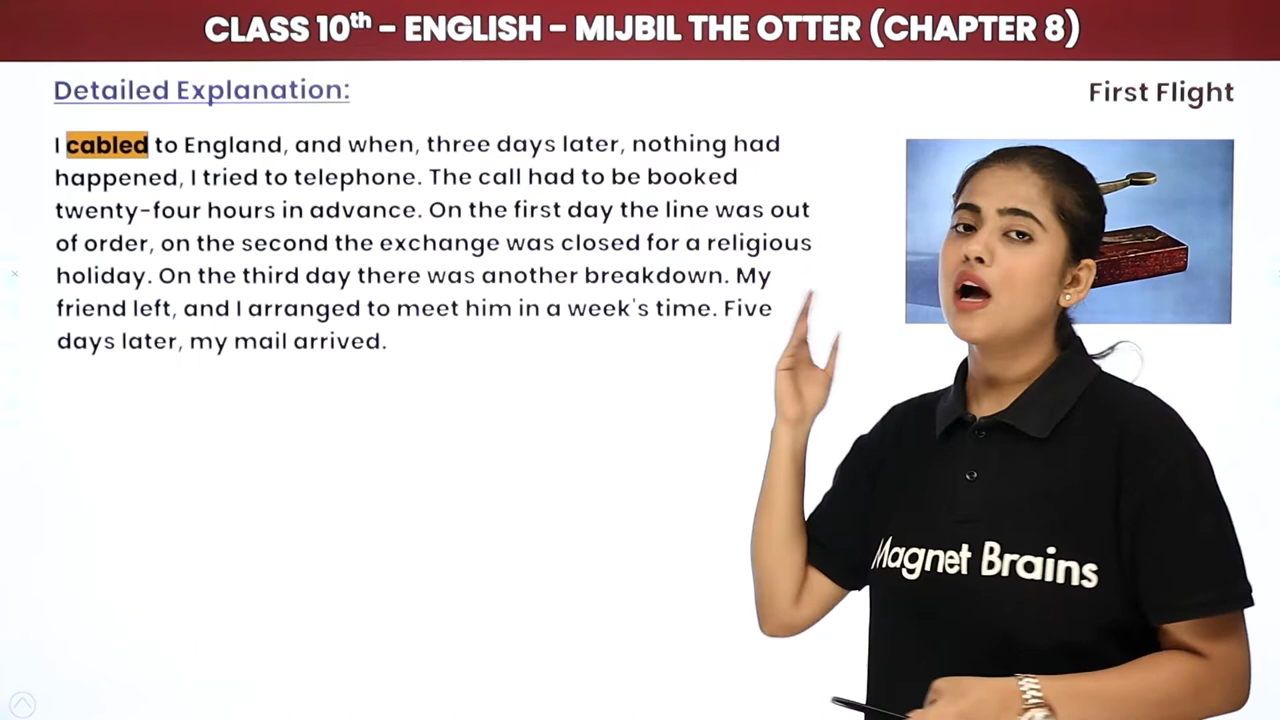 CLASS 10th - ENGLISH - MIJBIL THE OTTER (CHAPTER 8)
Detailed Explanation:
First Flight
I cabled to England, and when, three days later, nothing had
happened, I tried to telephone. The call had to be booked
twenty-four hours in advance. On the first day the line was out
of order, on the second the exchange was closed for a religious
holiday. On the third day there was another breakdown. My
friend left, and I arranged to meet him in a week's time. Five
days later, my mail arrived.
Magnet Brains